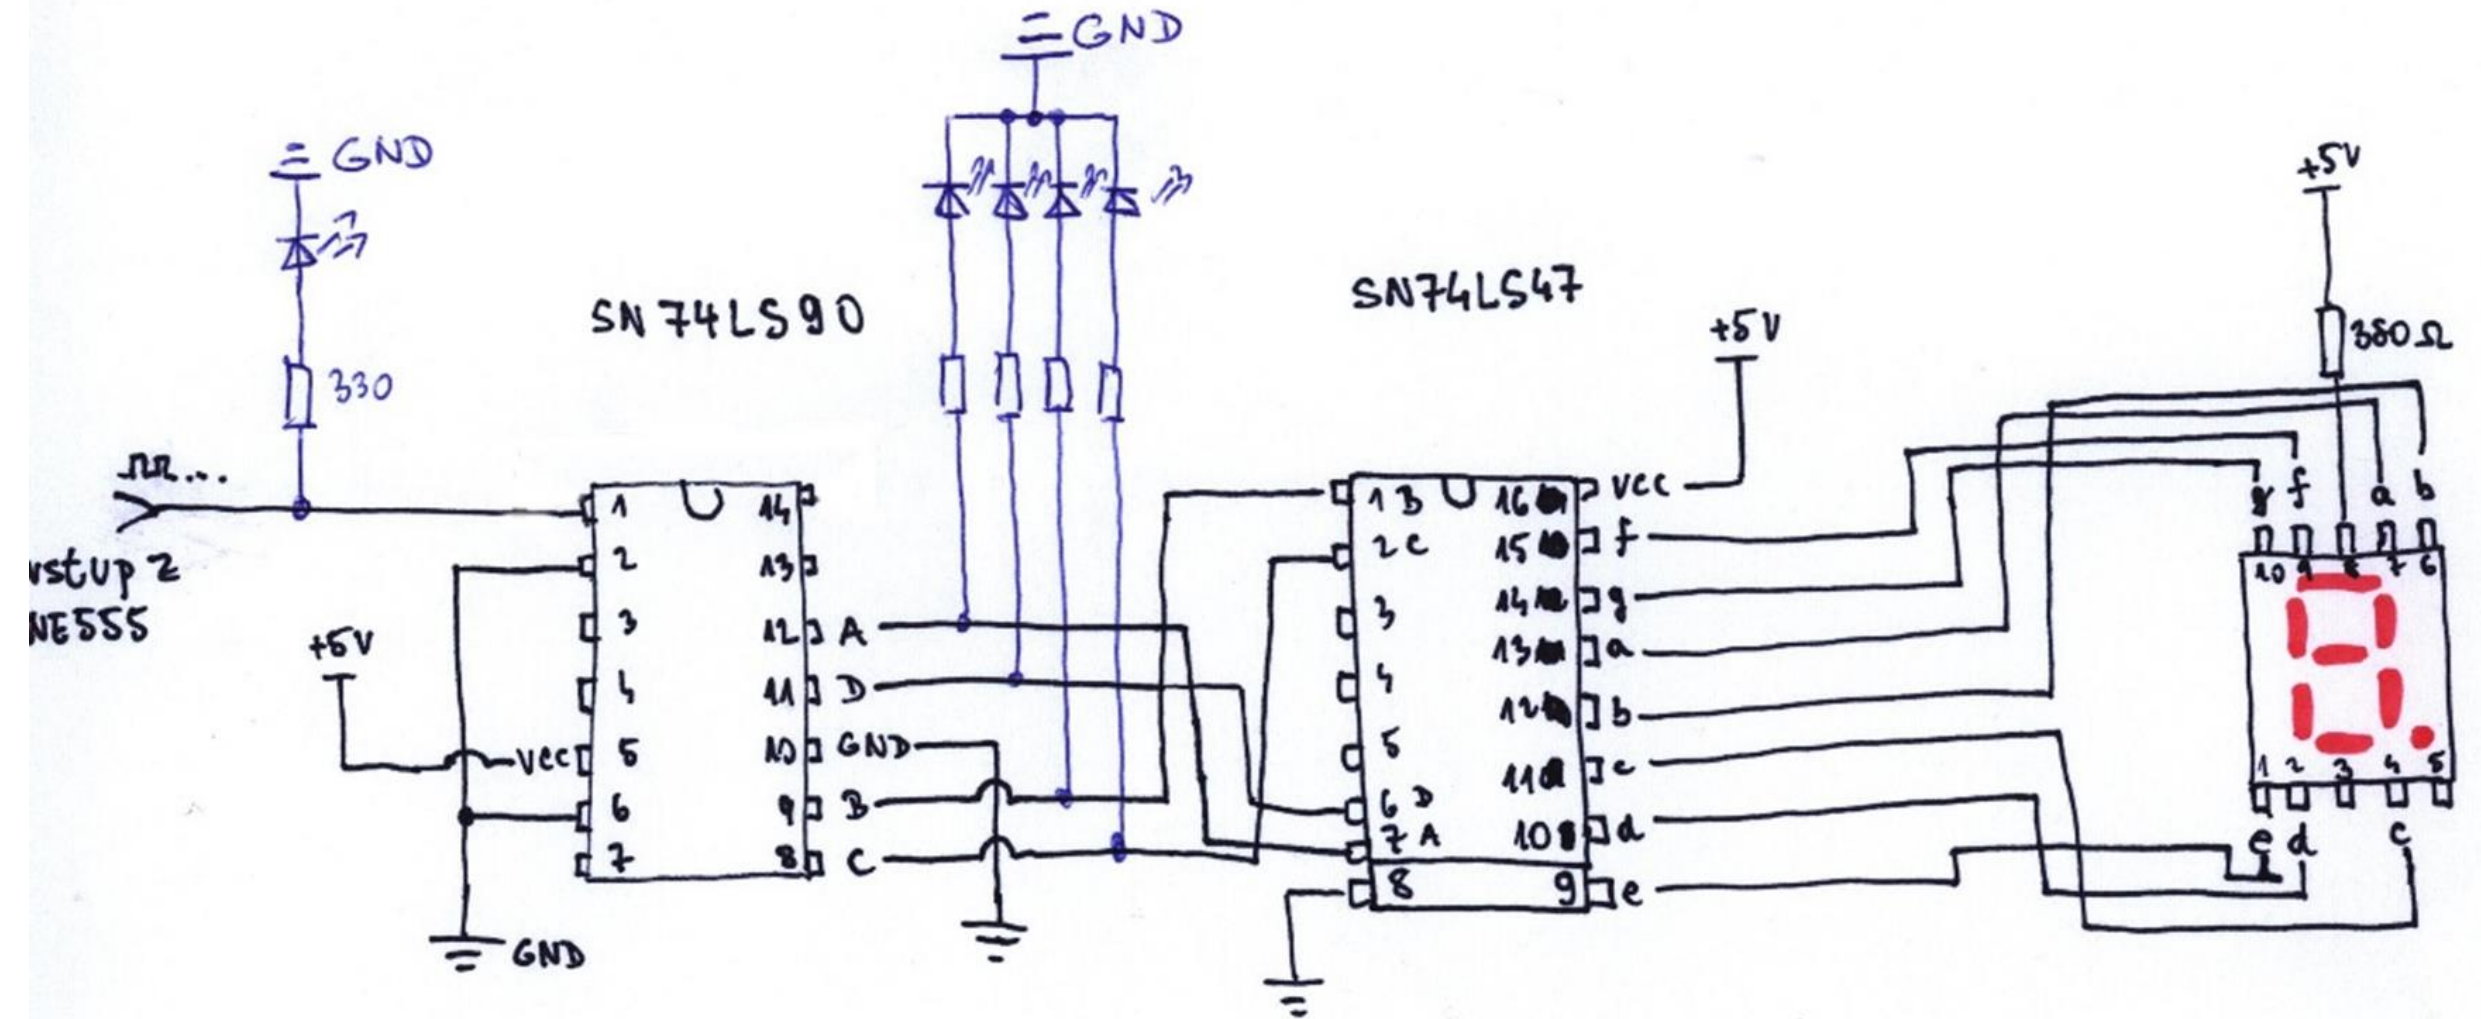 GND
GND
+5V
SN74LS90
SN74LS47
+5V
330
380Ω
vstup z
NE555
+5V
GND
1
2
3
4
VCC 5
6
7
14
13
12 A
11 D
10 GND
9 B
8 C
1 B
2 C
3
4
5
6 D
7 A
8
16 VCC
15 f
14 g
13 a
12 b
11 c
10 d
9 e
g f a b
10 9 8 7 6
1 2 3 4 5
e d c